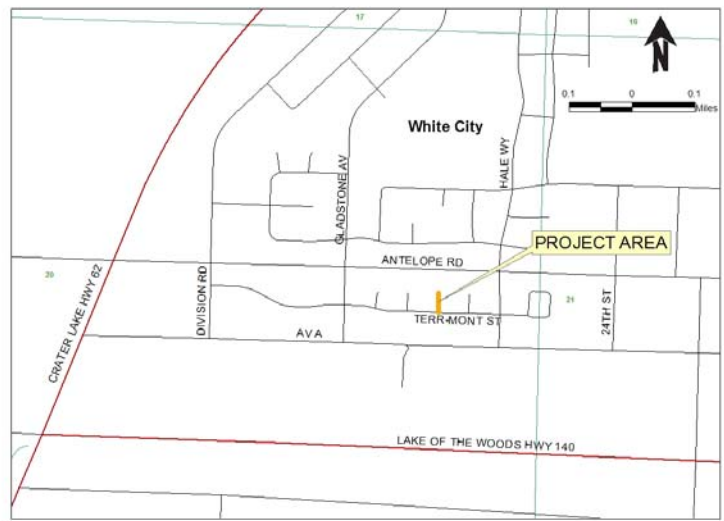 17
16
N
0.1 0 0.1
Miles
White City
GLADSTONE AV
HALE WY
PROJECT AREA
ANTELOPE RD
20
CRATER LAKE HWY 62
DIVISION RD
21
24TH ST
TERR-MONT ST
AVA
LAKE OF THE WOODS HWY 140